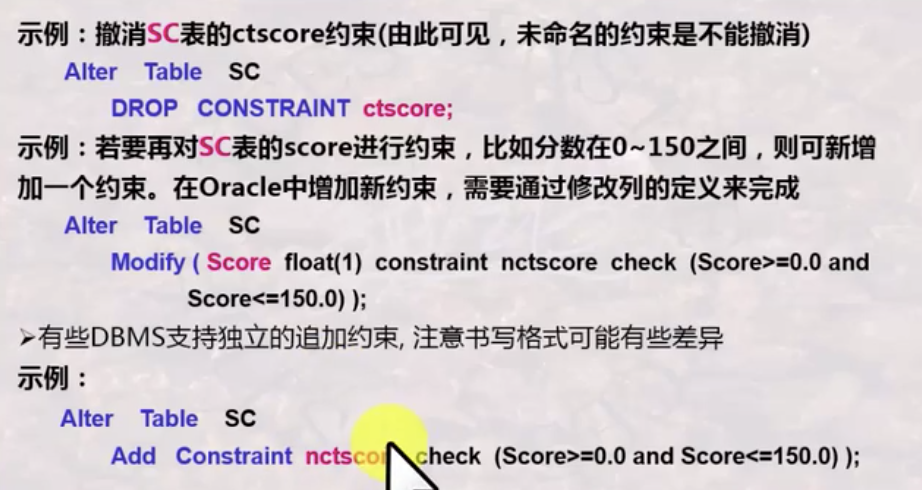 示例：撤消SC表的ctscore约束(由此可见，未命名的约束是不能撤消)
Alter Table SC
DROP CONSTRAINT ctscore;
示例：若要再对SC表的score进行约束，比如分数在0~150之间，则可新增
加一个约束。在Oracle中增加新约束，需要通过修改列的定义来完成
Alter Table SC
Modify ( Score float(1) constraint nctscore check (Score>=0.0 and
Score<=150.0) );
➢有些DBMS支持独立的追加约束, 注意书写格式可能有些差异
示例：
Alter Table SC
Add Constraint nctscore check (Score>=0.0 and Score<=150.0) );